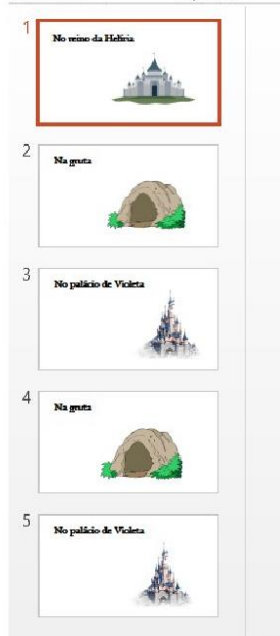 1
No reino da Helíria
2
Na gruta
3
No palácio de Violeta
4
Na gruta
5
No palácio de Violeta